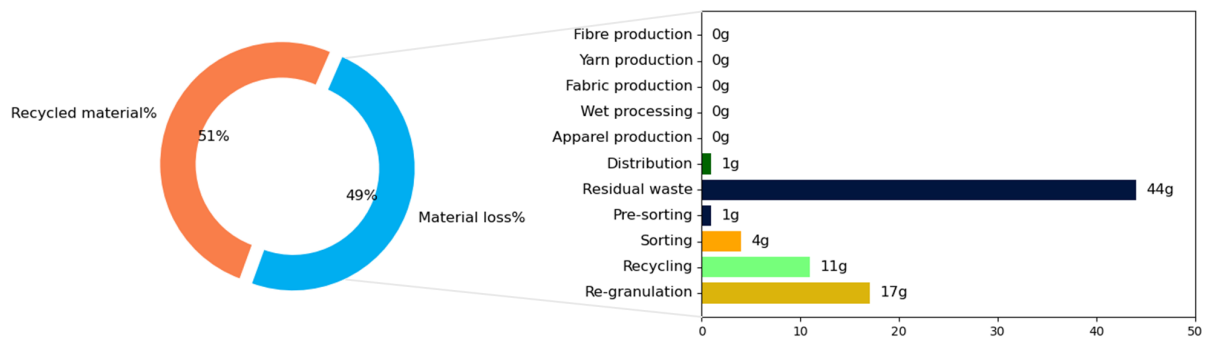 Recycled material%
51%
49%
Material loss%
Fibre production 0g
Yarn production 0g
Fabric production 0g
Wet processing 0g
Apparel production 0g
Distribution 1g
Residual waste 44g
Pre-sorting 1g
Sorting 4g
Recycling 11g
Re-granulation 17g
0 10 20 30 40 50